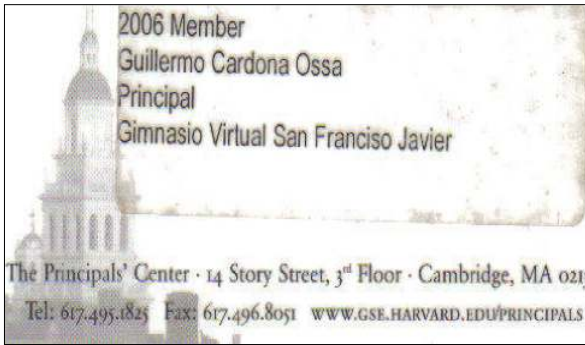 2006 Member
Guillermo Cardona Ossa
Principal
Gimnasio Virtual San Franciso Javier
The Principals' Center · 14 Story Street, 3rd Floor · Cambridge, MA 021
Tel: 617.495.1825 Fax: 617.496.8051 WWW.GSE.HARVARD.EDU/PRINCIPALS